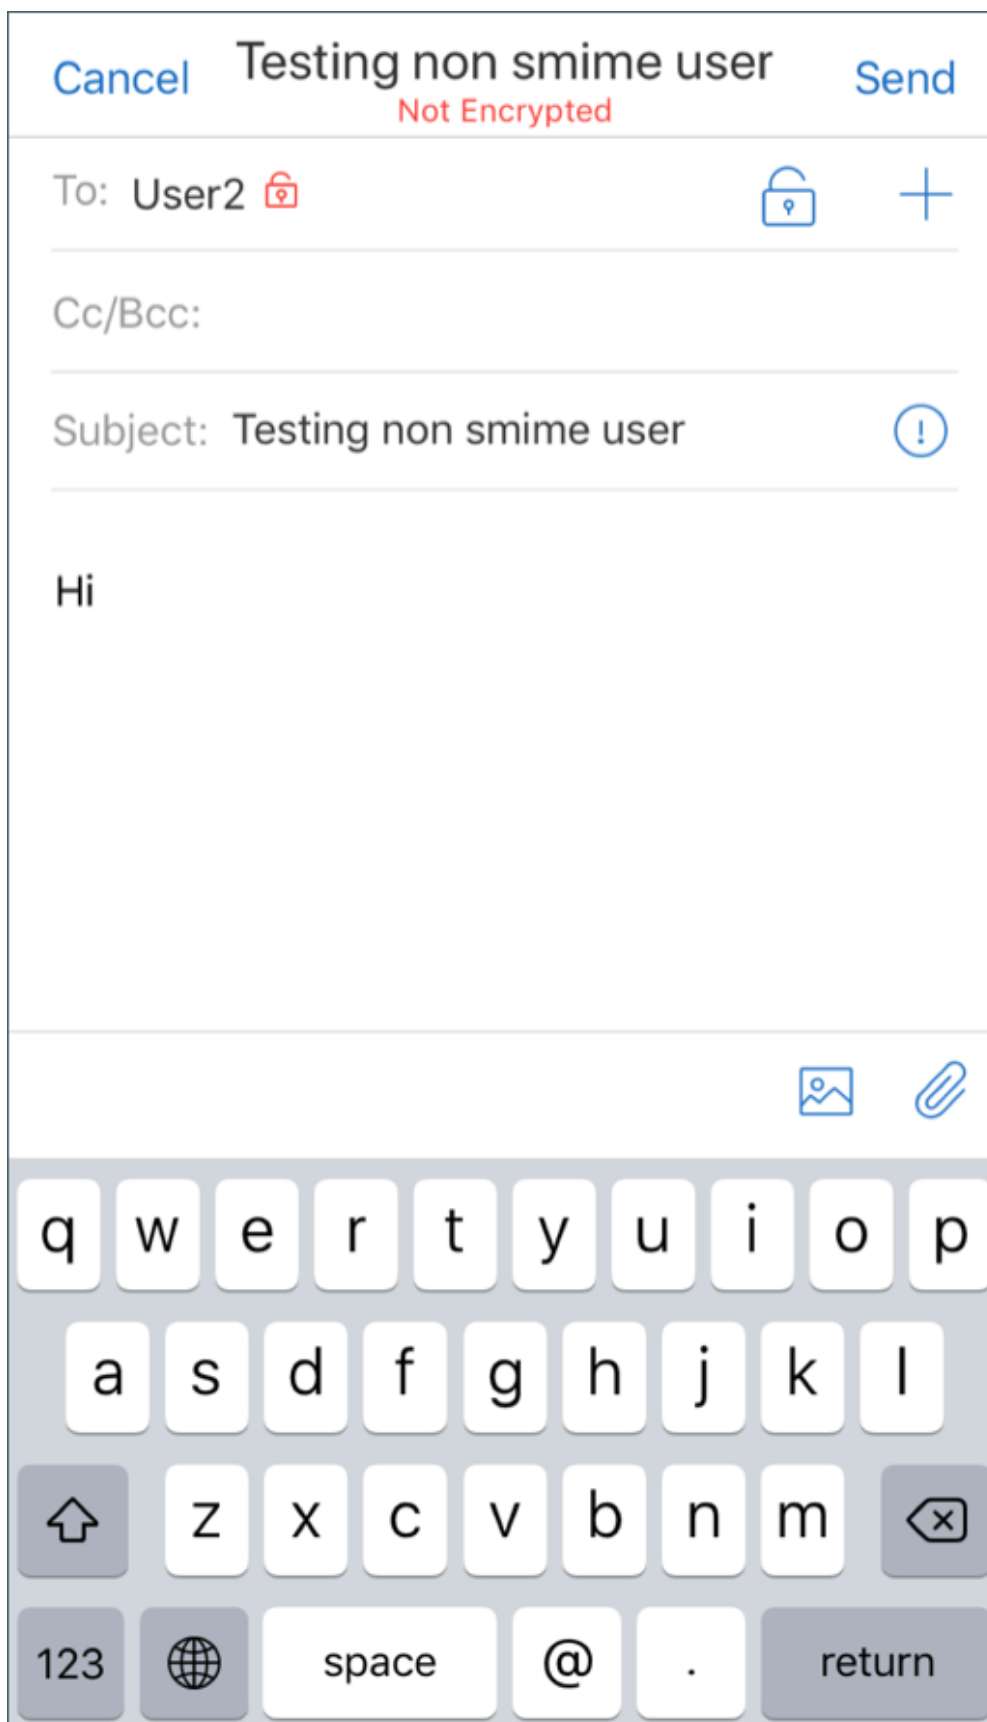 Cancel Testing non smime user Send
Not Encrypted
To: User2
Cc/Bcc:
Subject: Testing non smime user !
Hi
q w e r t y u i o p
a s d f g h j k l
z x c v b n m
123 space @ . return